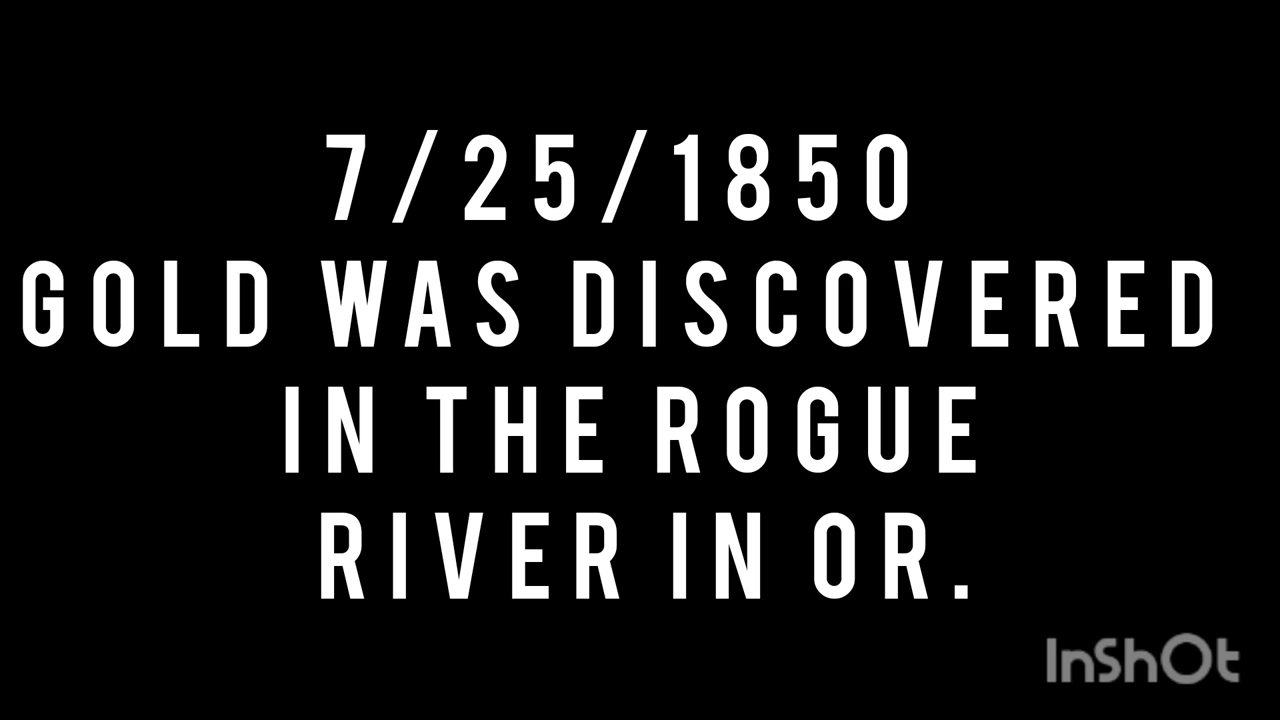 7/25/1850
GOLD WAS DISCOVERED
IN THE ROGUE
RIVER IN OR.
InShOt